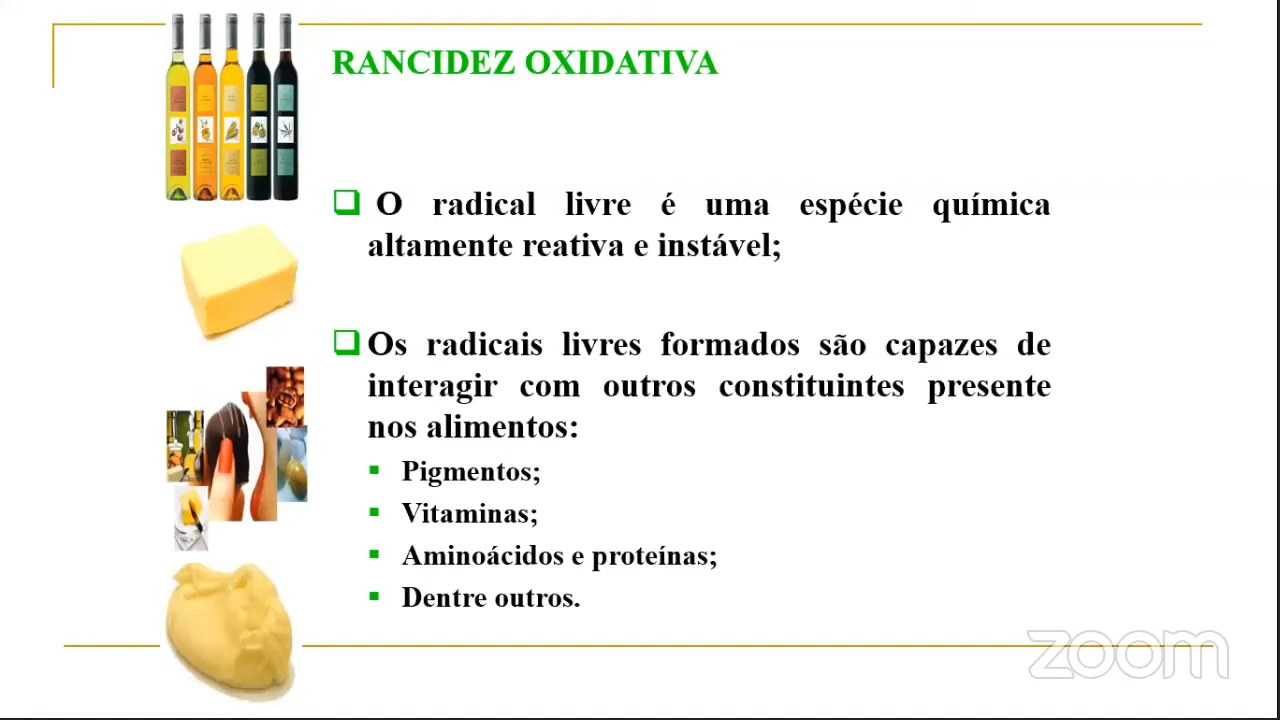 RANCIDEZ OXIDATIVA
O radical livre é uma espécie química
altamente reativa e instável;
Os radicais livres formados são capazes de
interagir com outros constituintes presente
nos alimentos:
Pigmentos;
Vitaminas;
Aminoácidos e proteínas;
Dentre outros.
zoom